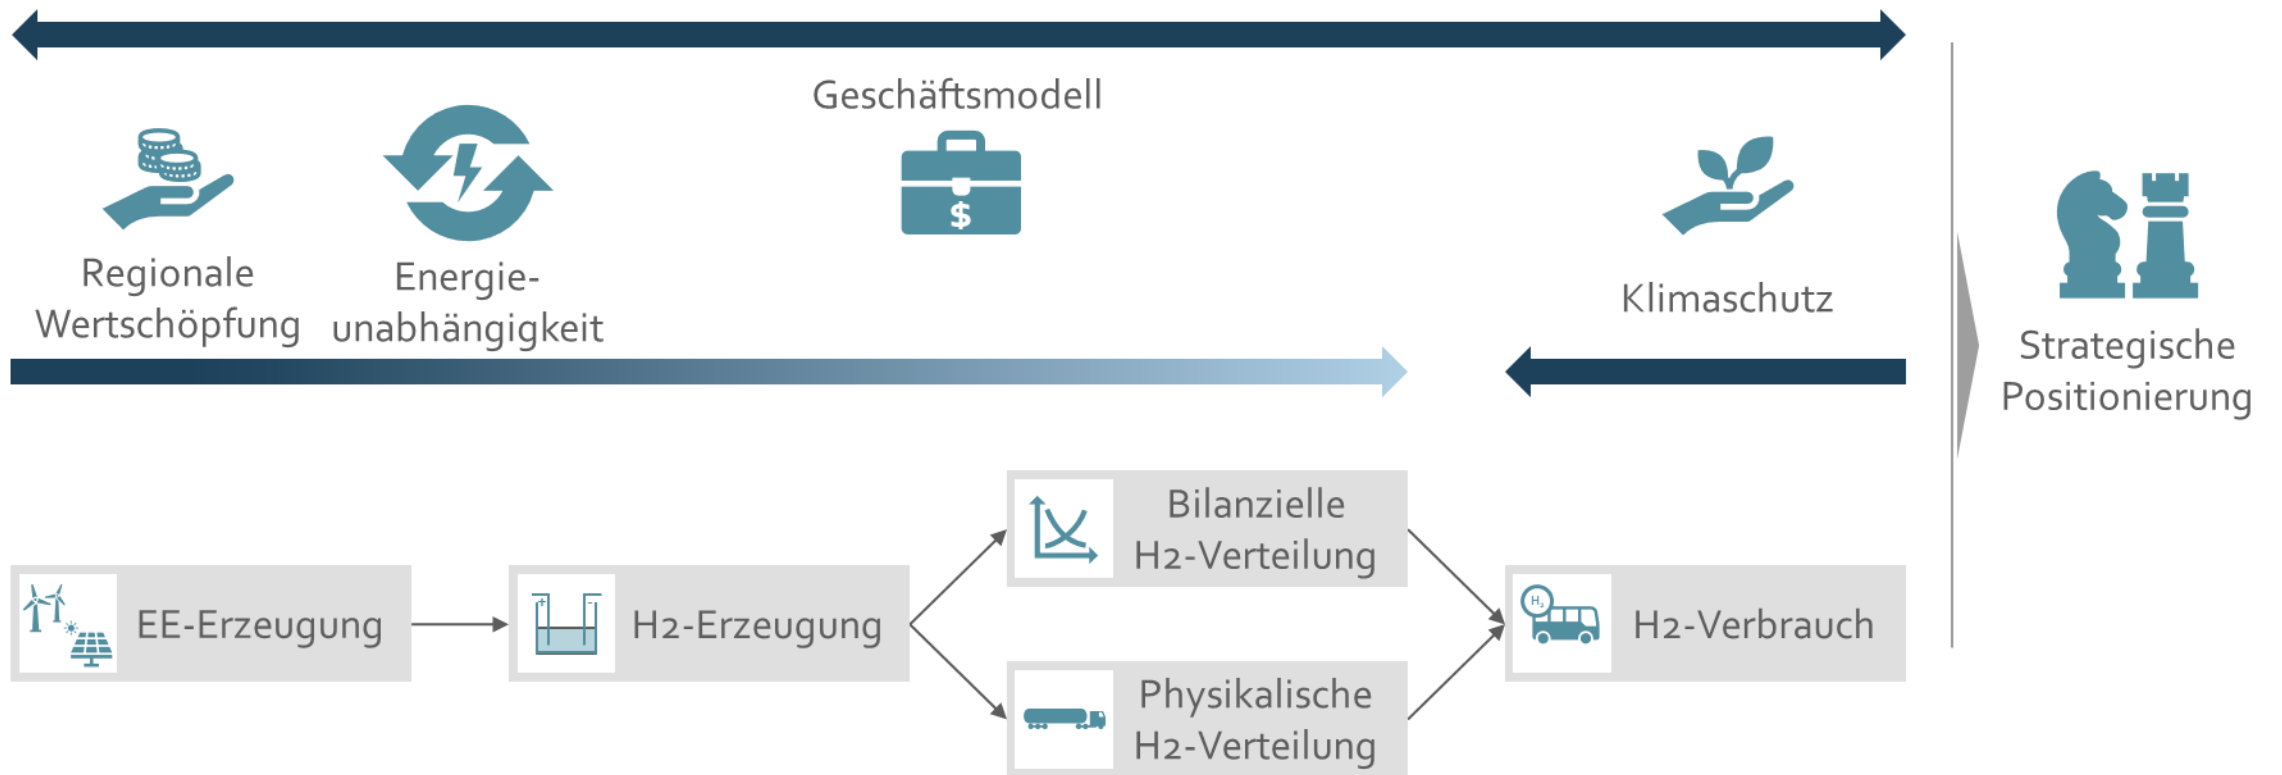 Geschäftsmodell
$
Regionale
Wertschöpfung
Energie-
unabhängigkeit
Klimaschutz
Strategische
Positionierung
EE-Erzeugung
+ -
H2-Erzeugung
Bilanzielle
H2-Verteilung
Physikalische
H2-Verteilung
H₂
H2-Verbrauch